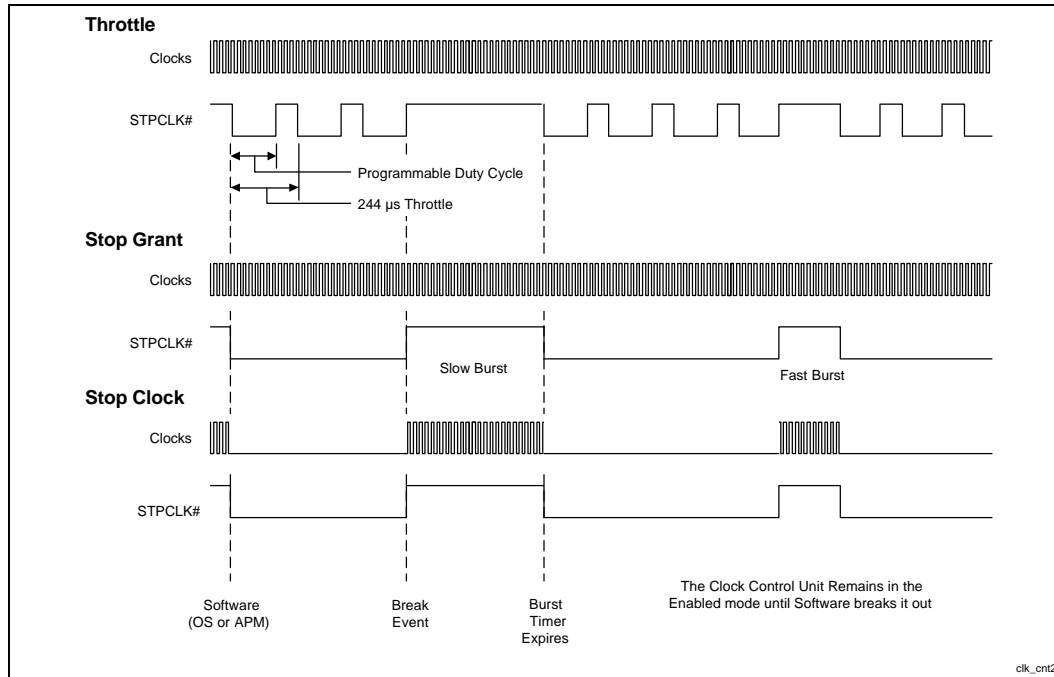 Throttle
Clocks
STPCLK#
Programmable Duty Cycle
244 µs Throttle
Stop Grant
Clocks
STPCLK#
Slow Burst
Fast Burst
Stop Clock
Clocks
STPCLK#
Software
(OS or APM)
Break
Event
Burst
Timer
Expires
The Clock Control Unit Remains in the
Enabled mode until Software breaks it out
clk_cnt2